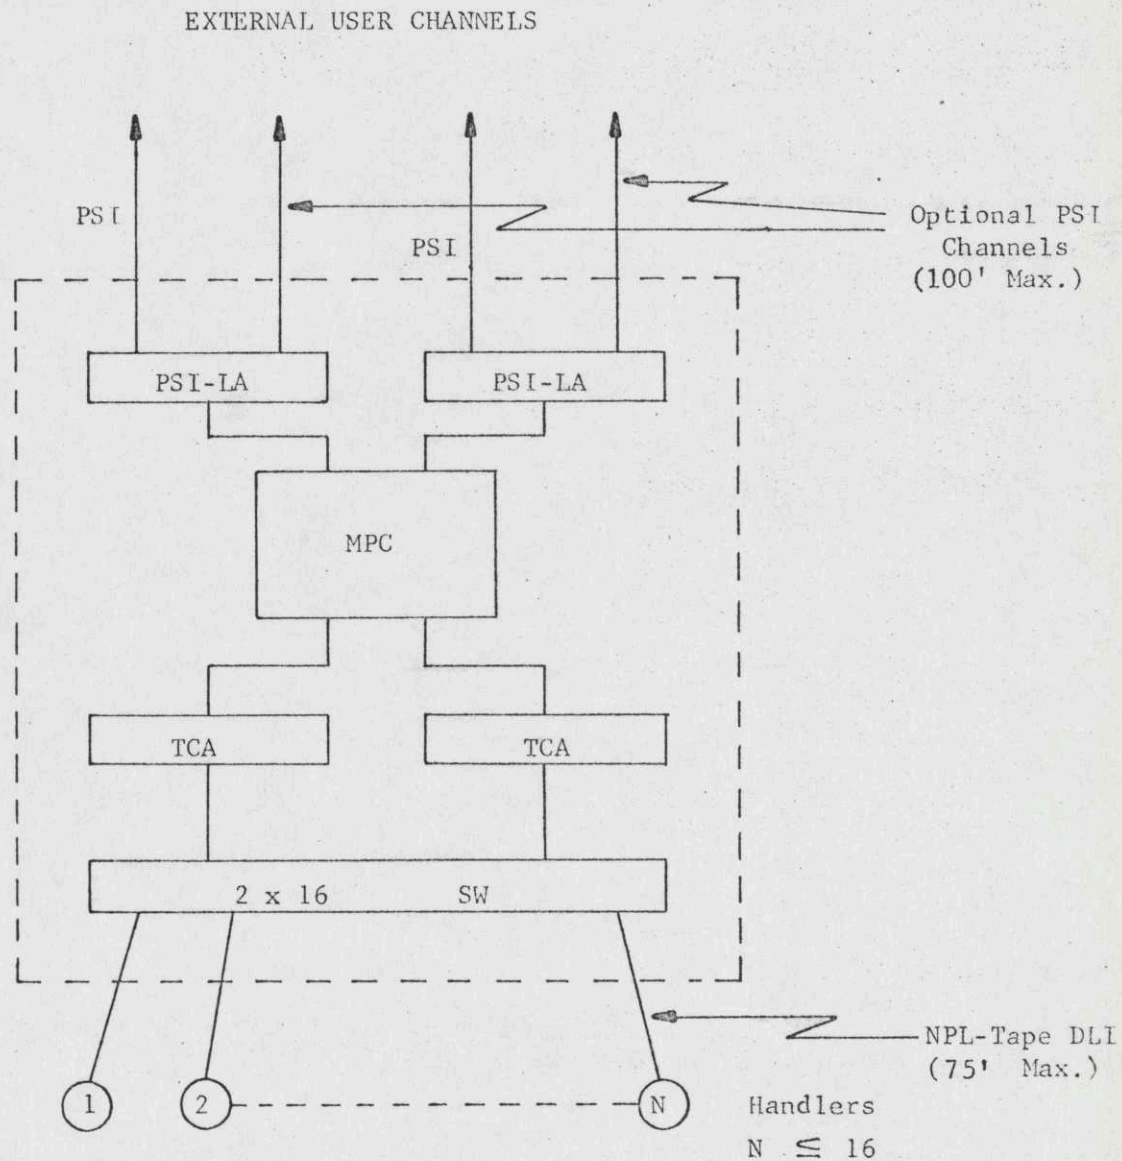 EXTERNAL USER CHANNELS
PSI
PSI
Optional PSI
Channels
(100' Max.)
PSI-LA
PSI-LA
MPC
TCA
TCA
2 x 16 SW
NPL-Tape DLI
(75' Max.)
1
2
N
Handlers
N ≦ 16